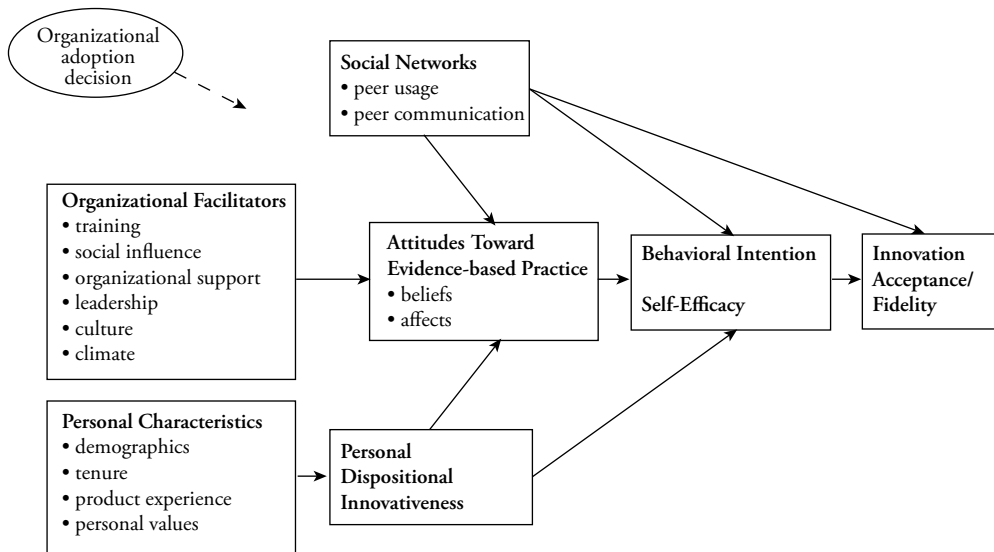 Organizational
adoption
decision
Social Networks
• peer usage
• peer communication
Organizational Facilitators
• training
• social influence
• organizational support
• leadership
• culture
• climate
Attitudes Toward
Evidence-based Practice
• beliefs
• affects
Behavioral Intention
Self-Efficacy
Innovation
Acceptance/
Fidelity
Personal Characteristics
• demographics
• tenure
• product experience
• personal values
Personal
Dispositional
Innovativeness